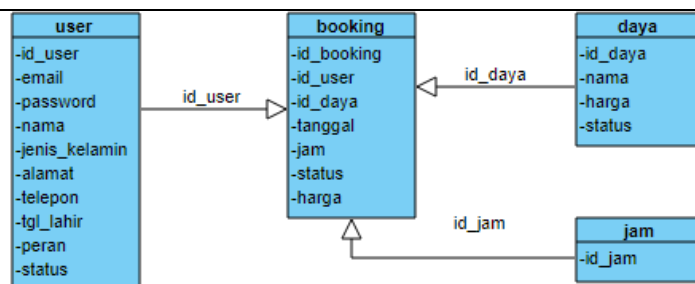 user
-id_user
-email
-password
-nama
-jenis_kelamin
-alamat
-telepon
-tgl_lahir
-peran
-status
id_user
booking
-id_booking
-id_user
-id_daya
-tanggal
-jam
-status
-harga
id_daya
daya
-id_daya
-nama
-harga
-status
id_jam
jam
-id_jam